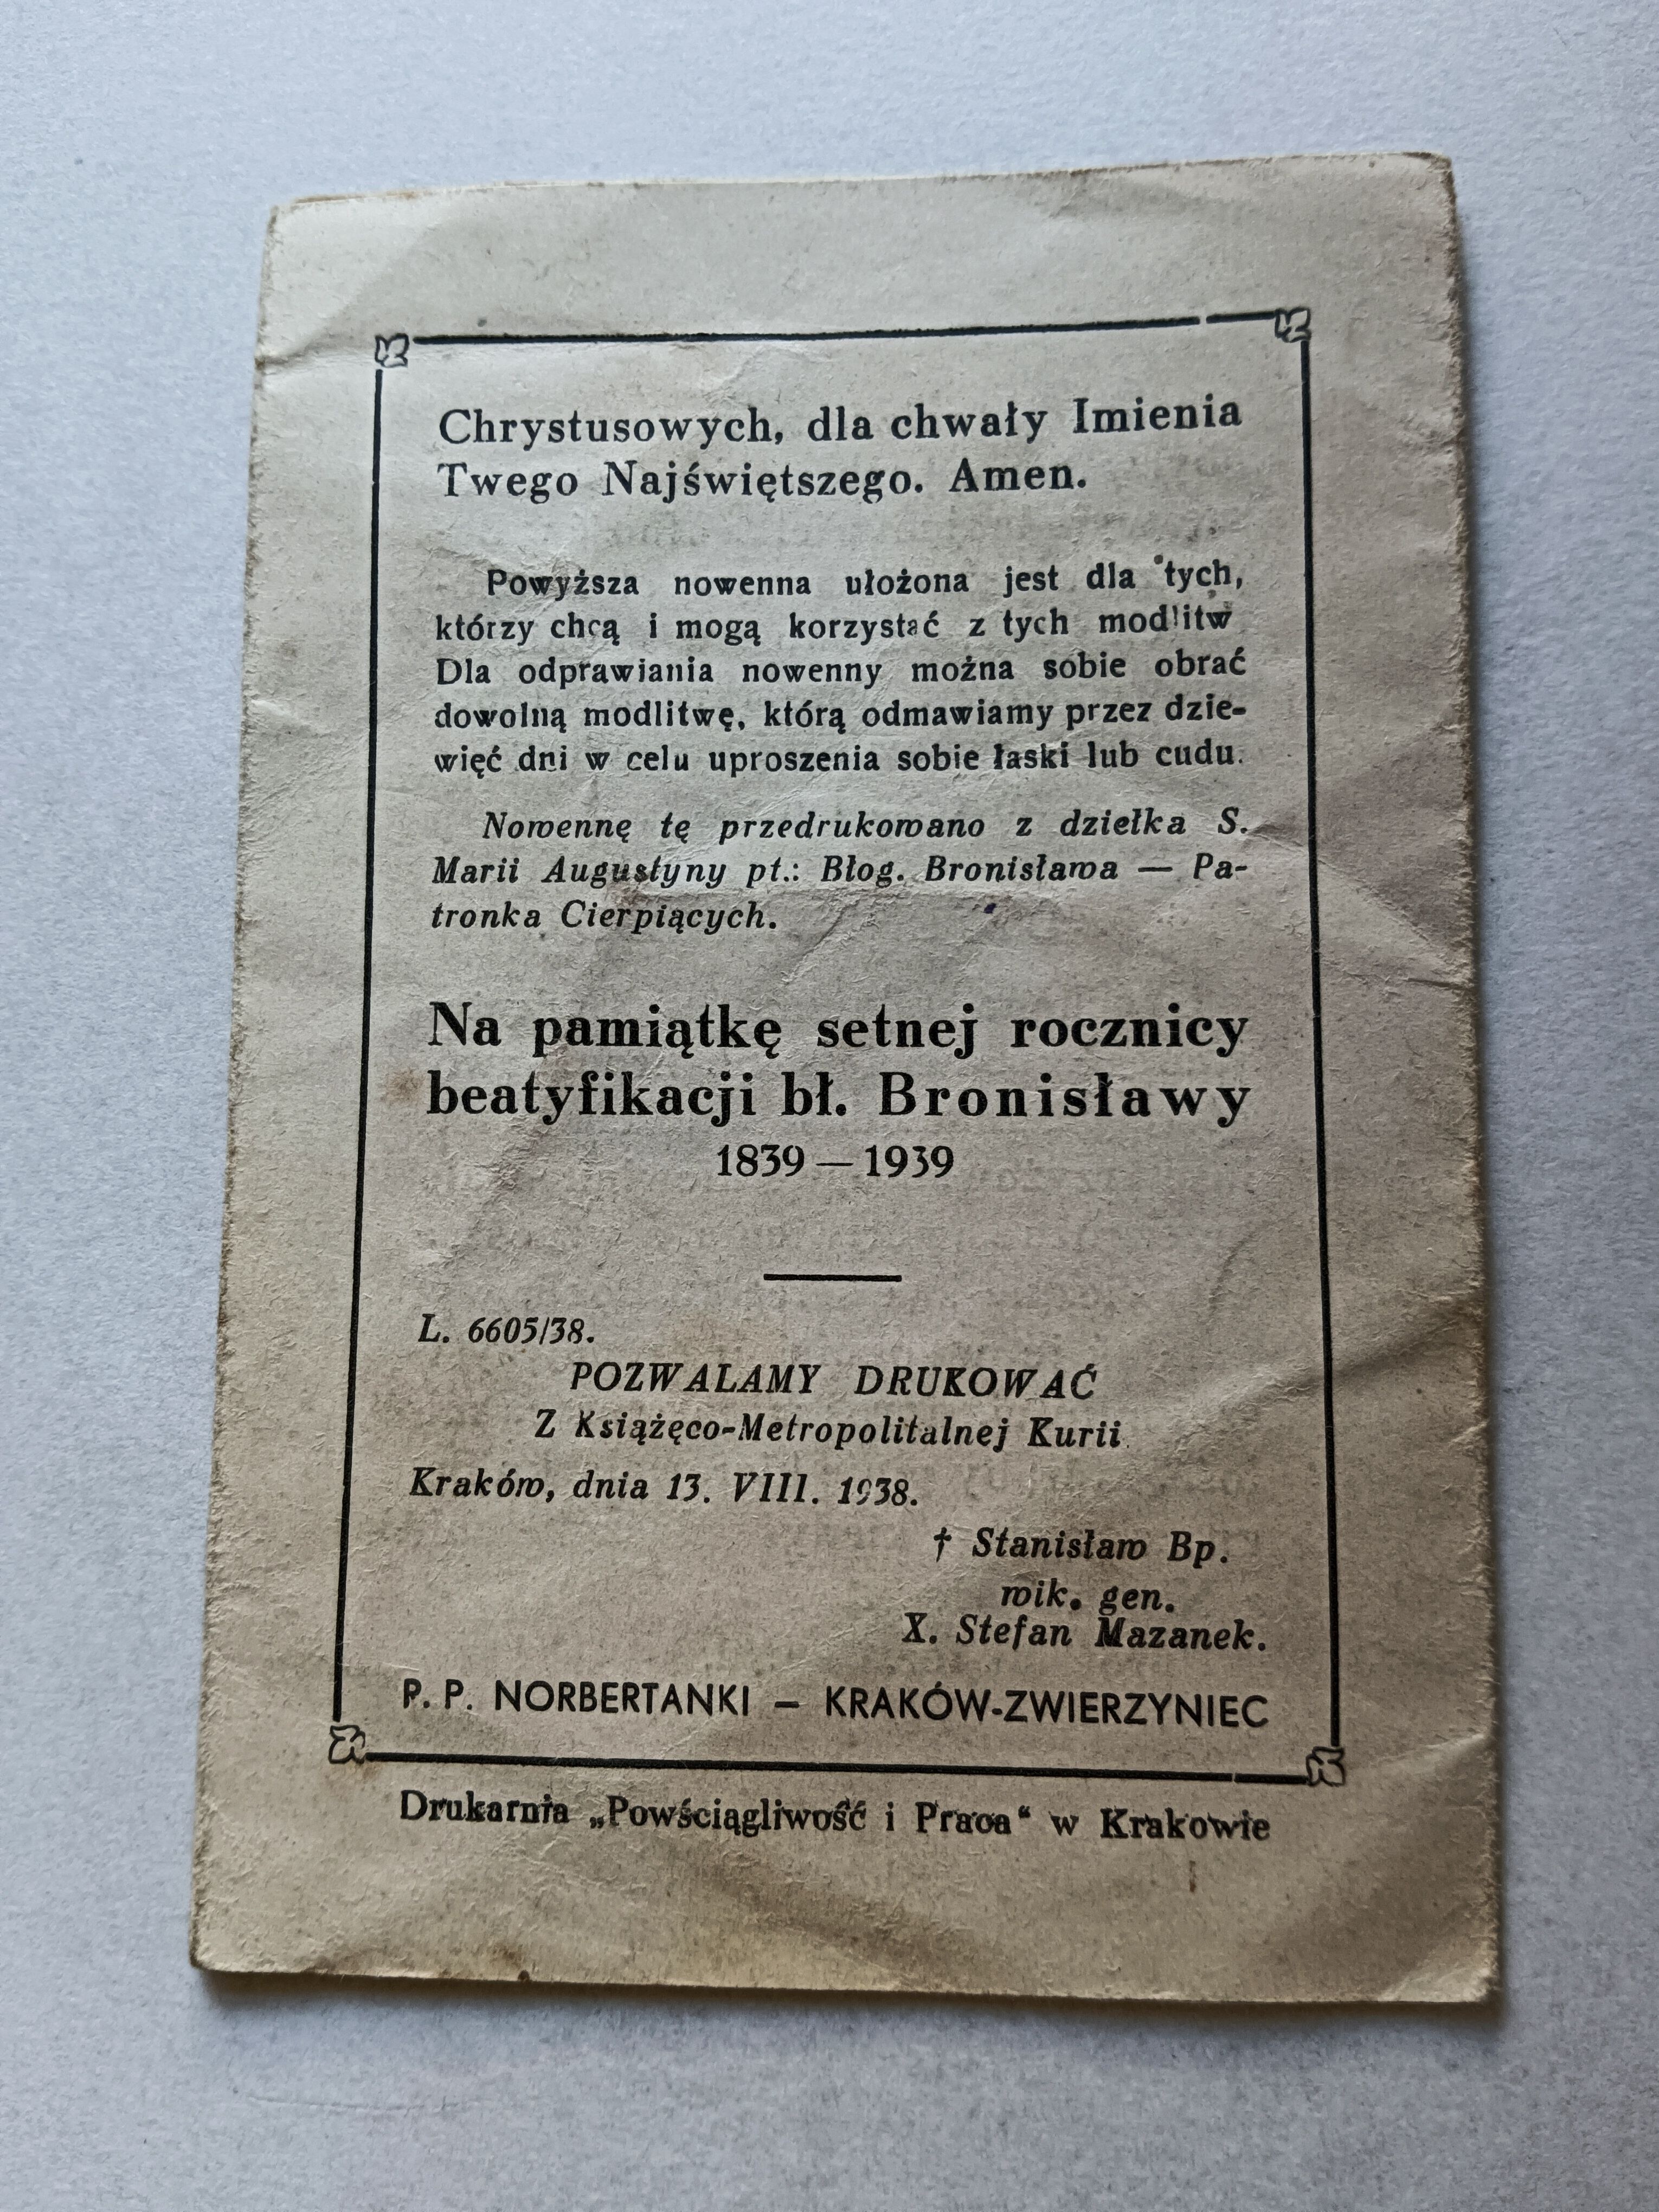 Chrystusowych, dla chwały Imienia
Twego Najświętszego. Amen.
Powyższa nowenna ułożona jest dla tych,
którzy chcą i mogą korzystać z tych modlitw
Dla odprawiania nowenny można sobie obrać
dowolną modlitwę, którą odmawiamy przez dzie-
więć dni w celu uproszenia sobie łaski lub cudu.
Nowennę tę przedrukowano z dziełka S.
Marii Augustyny pt.: Błog. Bronisława — Pa-
tronka Cierpiących.
Na pamiątkę setnej rocznicy
beatyfikacji bł. Bronisławy
1839 — 1939
L. 6605/38.
POZWALAMY DRUKOWAĆ
Z Książęco-Metropolitalnej Kurii
Kraków, dnia 13. VIII. 1938.
† Stanisław Bp.
wik. gen.
X. Stefan Mazanek.
P. P. NORBERTANKI – KRAKÓW-ZWIERZYNIEC
Drukarnia „Powściągliwość i Praca“ w Krakowie